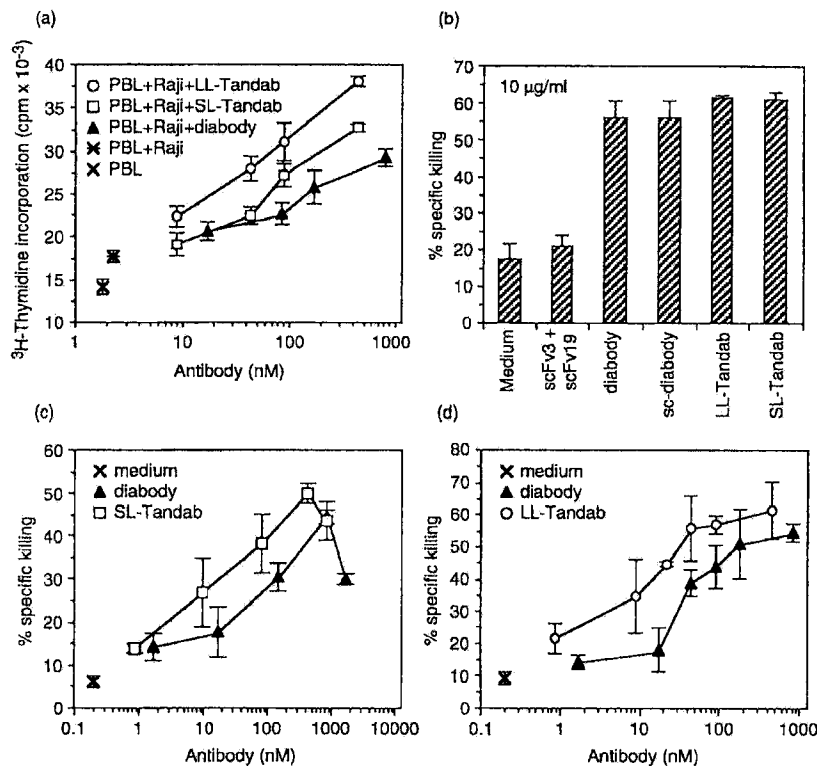 (a)
³H-Thymidine incorporation (cpm x 10⁻³)
40
35
30
25
20
15
10
PBL+Raji+LL-Tandab
PBL+Raji+SL-Tandab
PBL+Raji+diabody
PBL+Raji
PBL
1
10
100
1000
Antibody (nM)
(b)
% specific killing
70
60
50
40
30
20
10
0
10 µg/ml
Medium
scFv3 +
scFv19
diabody
sc-diabody
LL-Tandab
SL-Tandab
(c)
% specific killing
60
50
40
30
20
10
0
medium
diabody
SL-Tandab
0.1
1
10
100
1000
10000
Antibody (nM)
(d)
% specific killing
80
70
60
50
40
30
20
10
0
medium
diabody
LL-Tandab
0.1
1
10
100
1000
Antibody (nM)